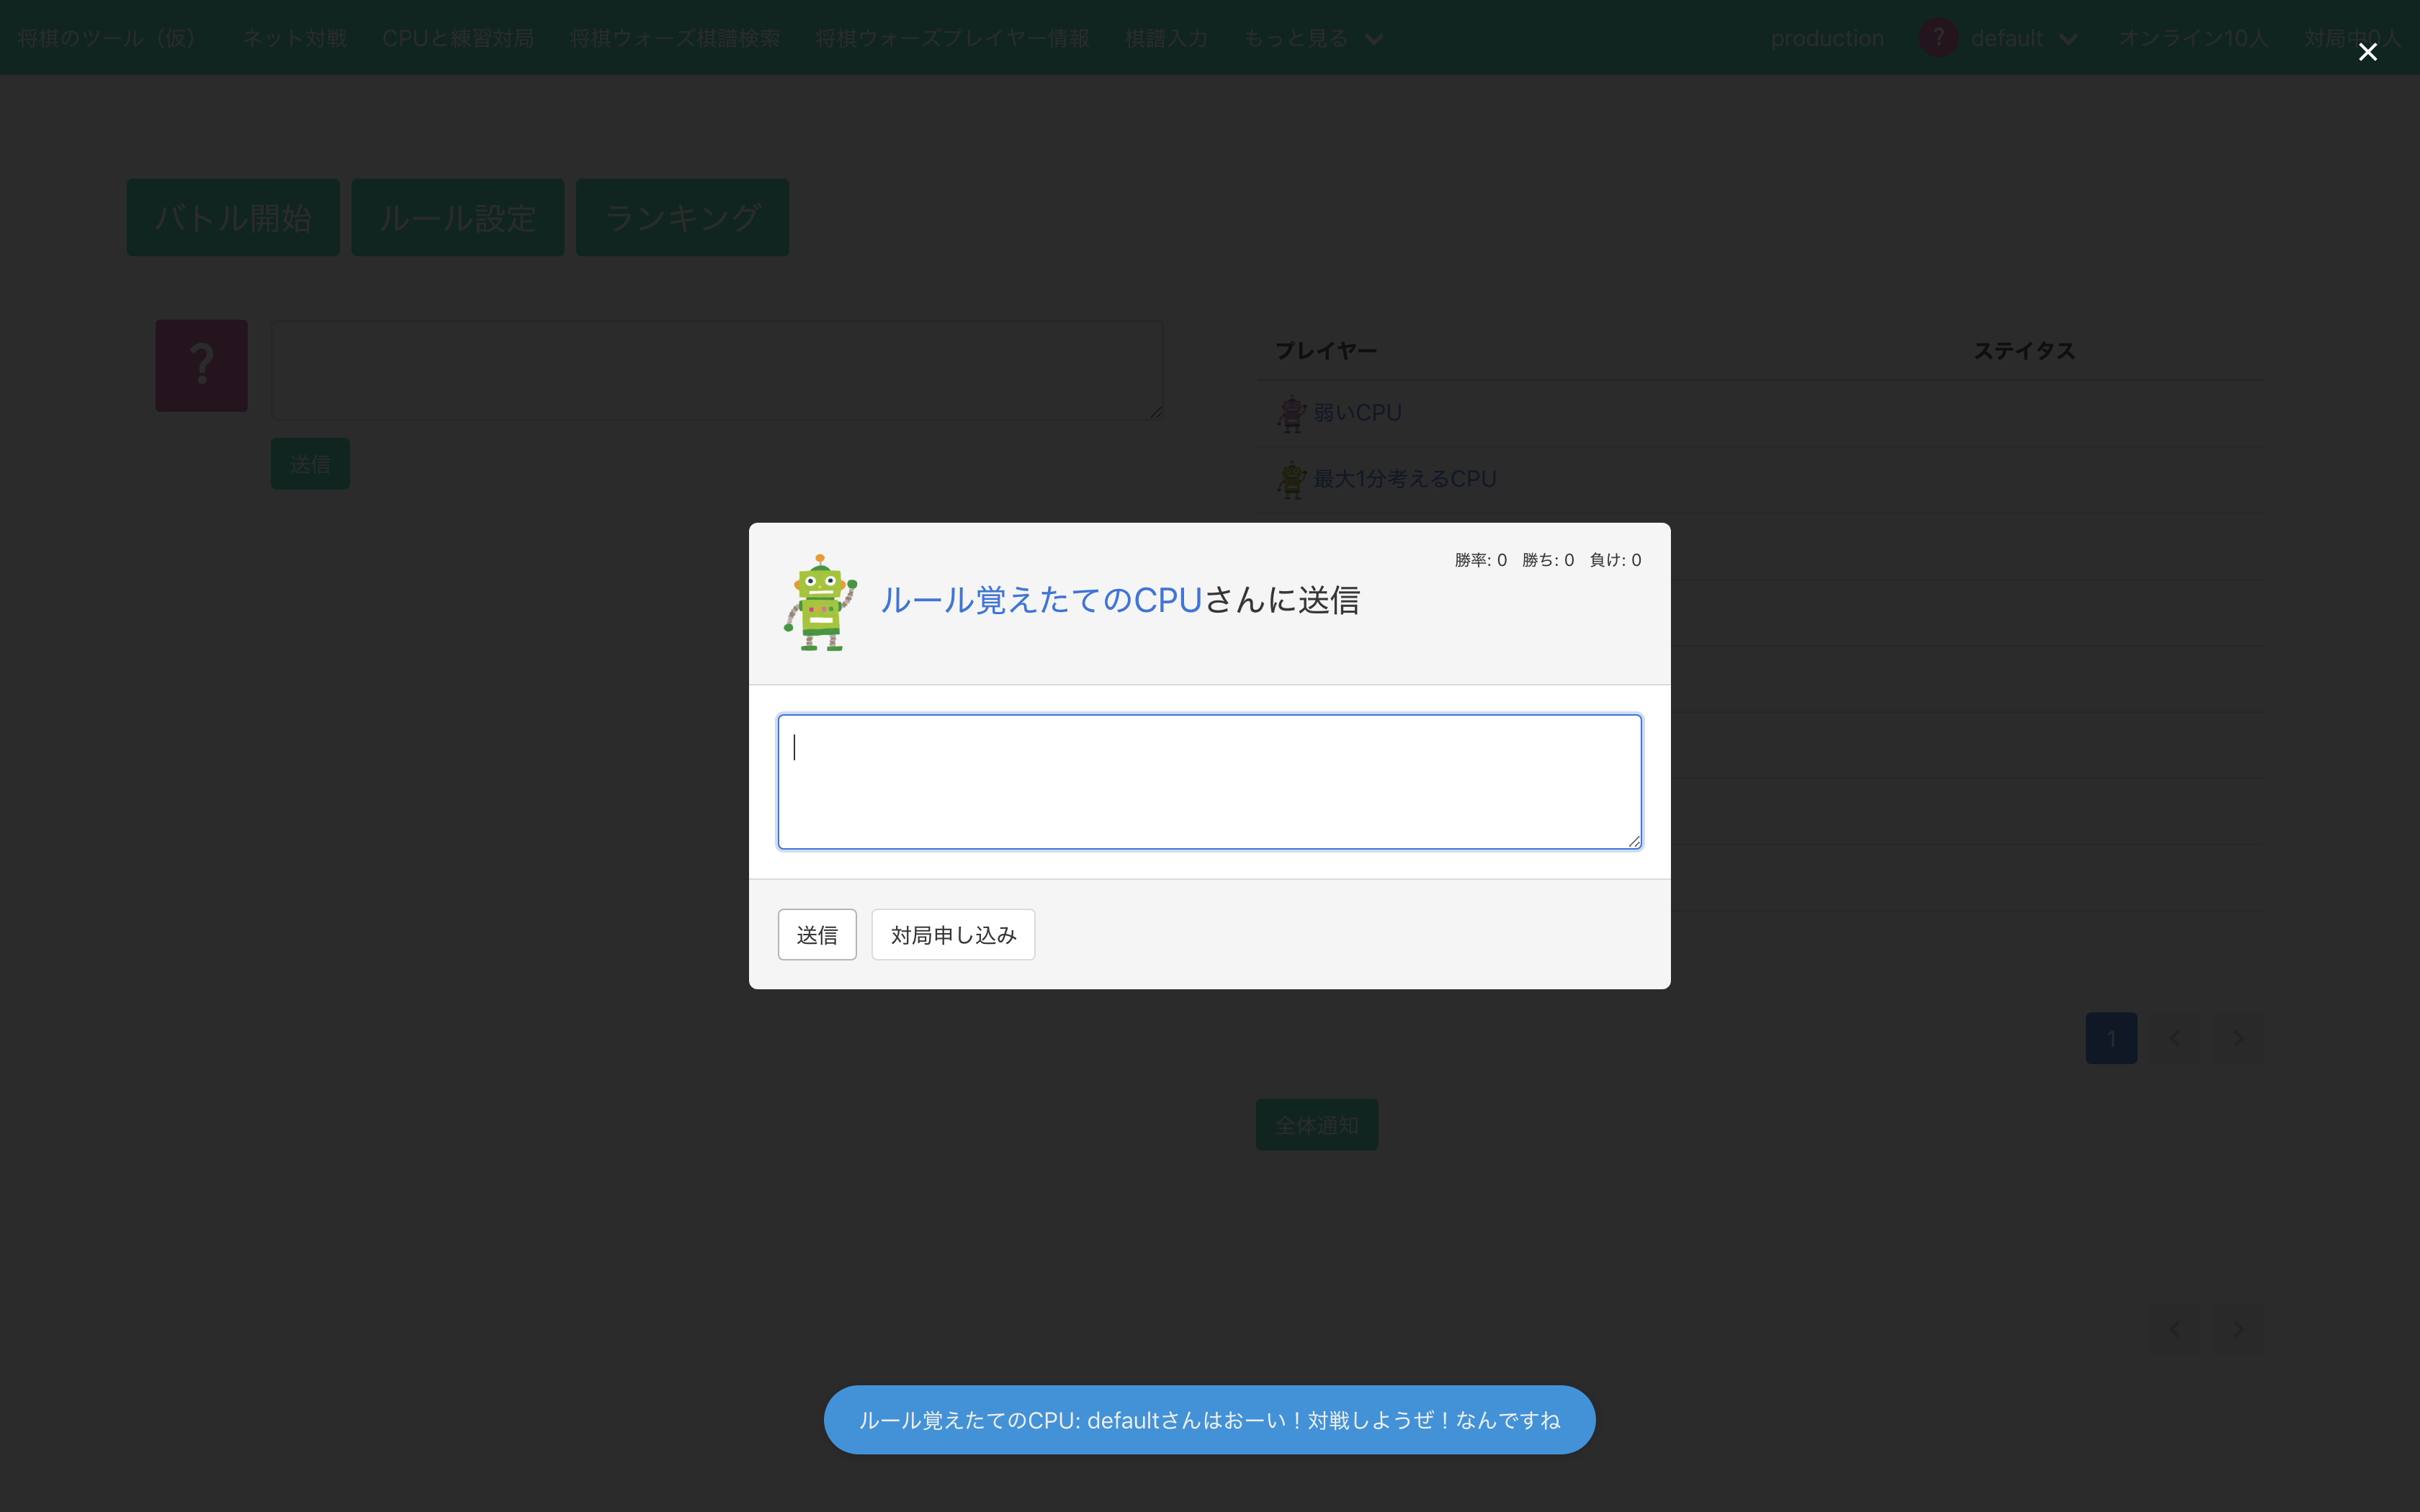 将棋のツール（仮） ネット対戦 CPUと練習対局 将棋ウォーズ棋譜検索 将棋ウォーズプレイヤー情報 棋譜入力 もっと見る production ? default オンライン10人 対局中0人
バトル開始 ルール設定 ランキング
?
送信
プレイヤー ステイタス
弱いCPU
最大1分考えるCPU
勝率: 0 勝ち: 0 負け: 0
ルール覚えたてのCPUさんに送信
送信 対局申し込み
1
全体通知
ルール覚えたてのCPU: defaultさんはおーい！対戦しようぜ！なんですね